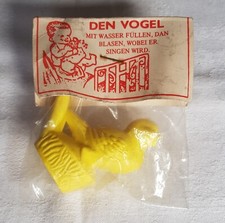 DEN VOGEL
MIT WASSER FÜLLEN, DAN
BLASEN, WOBEI ER
SINGEN WIRD.